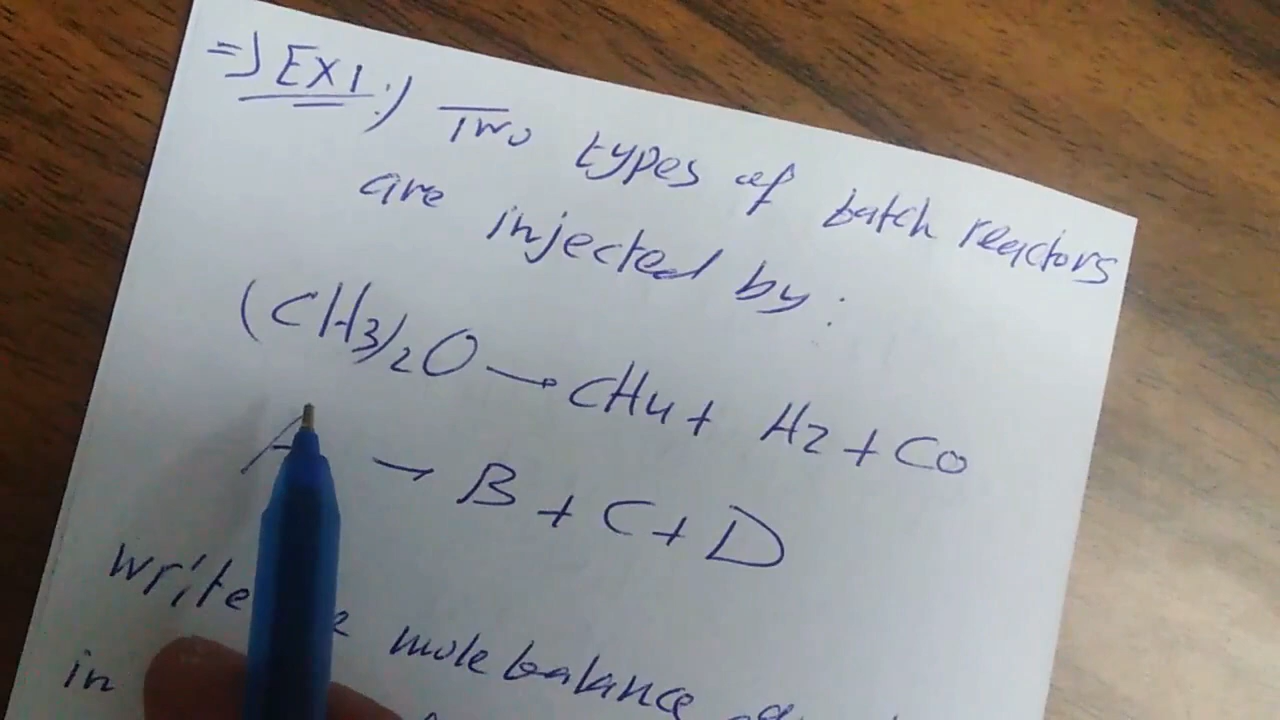 => EX1:) Two types of batch reactors
are injected by:
(CH3)2O → CH4 + H2 + CO
A → B + C + D
write mole balance
in